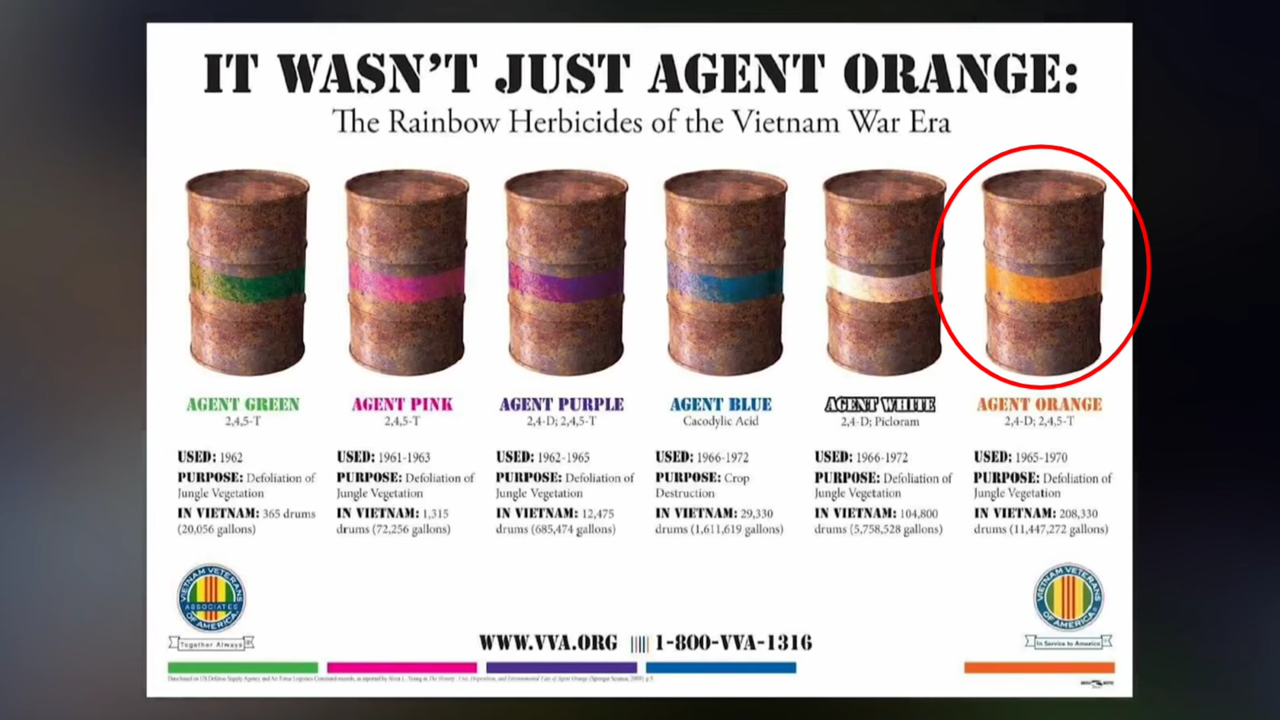 IT WASN'T JUST AGENT ORANGE:
The Rainbow Herbicides of the Vietnam War Era
AGENT GREEN
2,4,5-T
USED: 1962
PURPOSE: Defoliation of
Jungle Vegetation
IN VIETNAM: 365 drums
(20,056 gallons)
AGENT PINK
2,4,5-T
USED: 1961-1963
PURPOSE: Defoliation of
Jungle Vegetation
IN VIETNAM: 1,315
drums (72,256 gallons)
AGENT PURPLE
2,4-D; 2,4,5-T
USED: 1962-1965
PURPOSE: Defoliation of
Jungle Vegetation
IN VIETNAM: 12,475
drums (685,474 gallons)
AGENT BLUE
Cacodylic Acid
USED: 1966-1972
PURPOSE: Crop
Destruction
IN VIETNAM: 29,330
drums (1,611,619 gallons)
AGENT WHITE
2,4-D; Picloram
USED: 1966-1972
PURPOSE: Defoliation of
Jungle Vegetation
IN VIETNAM: 104,800
drums (5,758,528 gallons)
AGENT ORANGE
2,4-D; 2,4,5-T
USED: 1965-1970
PURPOSE: Defoliation of
Jungle Vegetation
IN VIETNAM: 208,330
drums (11,447,272 gallons)
VIETNAM VETERANS
ASSOCIATES
OF AMERICA
Together Always
WWW.VVA.ORG 1-800-VVA-1316
VIETNAM VETERANS
OF AMERICA
In Service to America